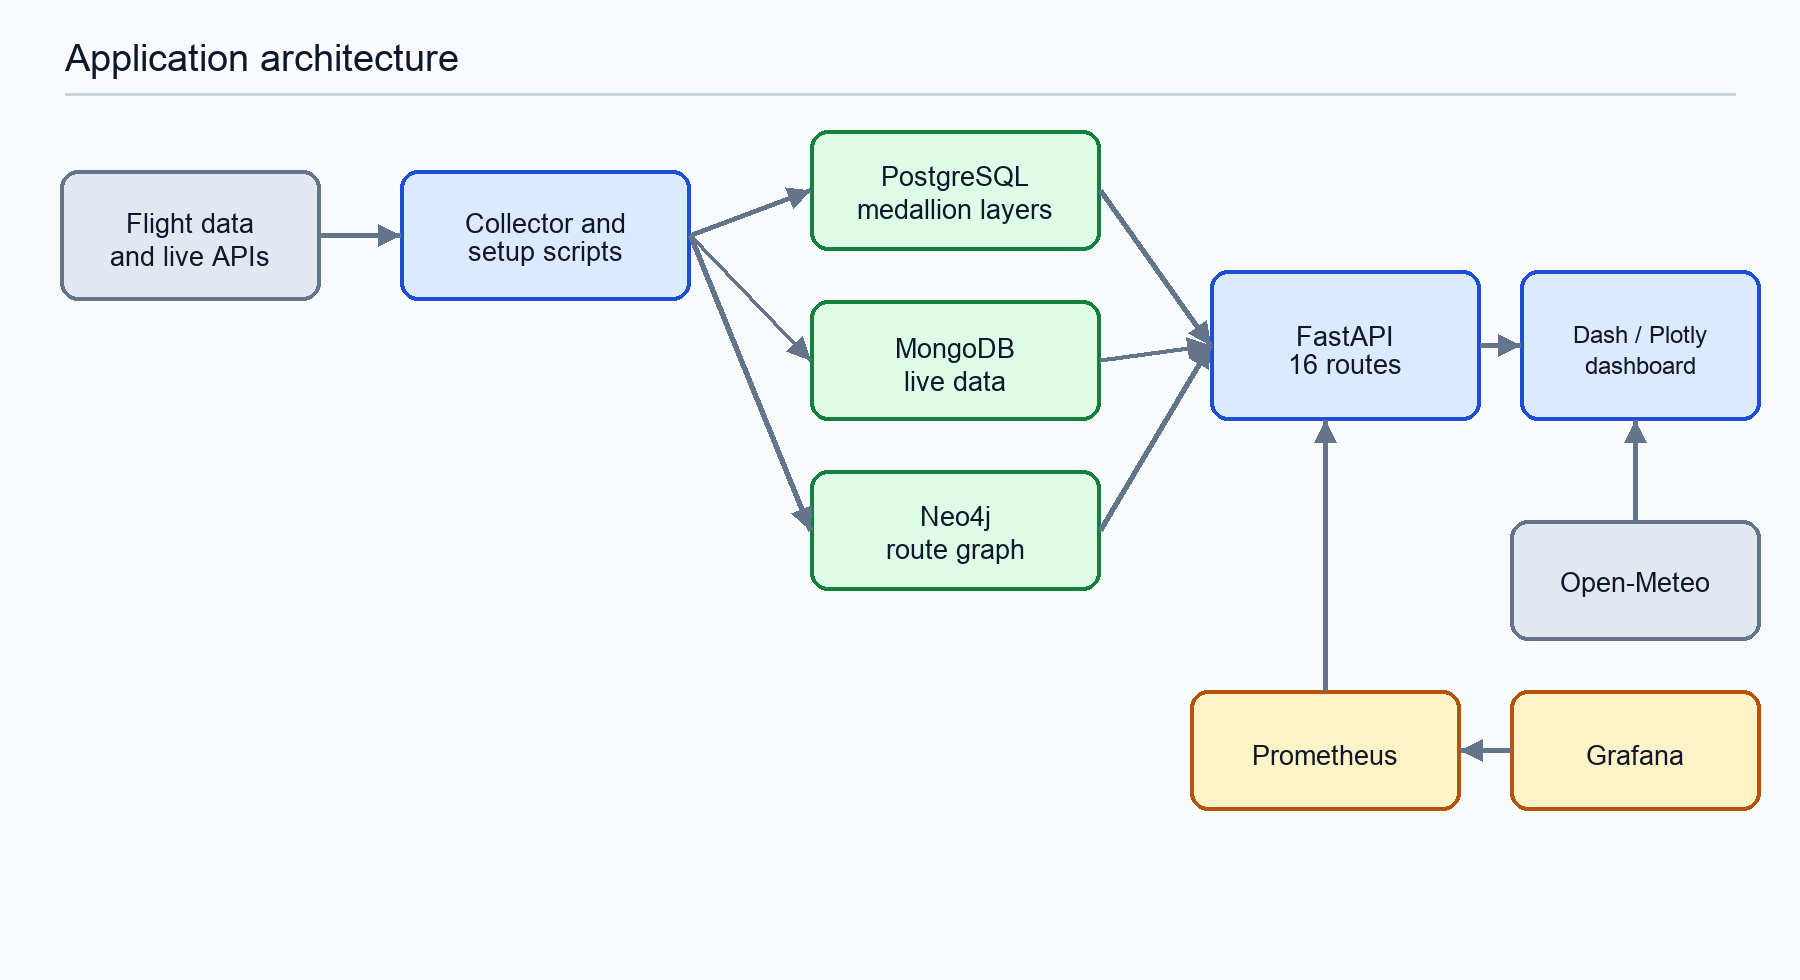 Application architecture
Flight data
and live APIs
Collector and
setup scripts
PostgreSQL
medallion layers
MongoDB
live data
Neo4j
route graph
FastAPI
16 routes
Dash / Plotly
dashboard
Open-Meteo
Prometheus
Grafana